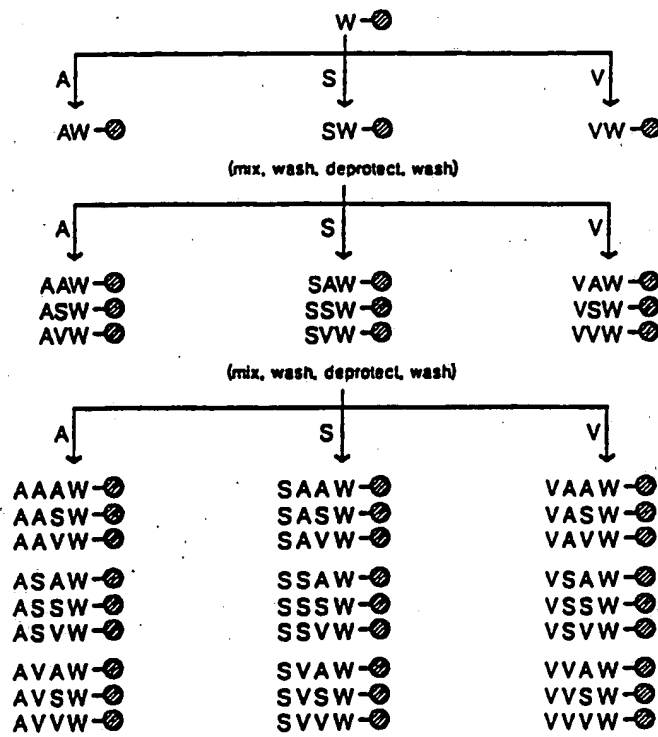 W
A S V
AW SW VW
(mix, wash, deprotect, wash)
A S V
AAW SAW VAW
ASW SSW VSW
AVW SVW VVW
(mix, wash, deprotect, wash)
A S V
AAAW SAAW VAAW
AASW SASW VASW
AAVW SAVW VAVW
ASAW SSAW VSAW
ASSW SSSW VSSW
ASVW SSVW VSVW
AVAW SVAW VVAW
AVSW SVSW VVSW
AVVW SVVW VVVW